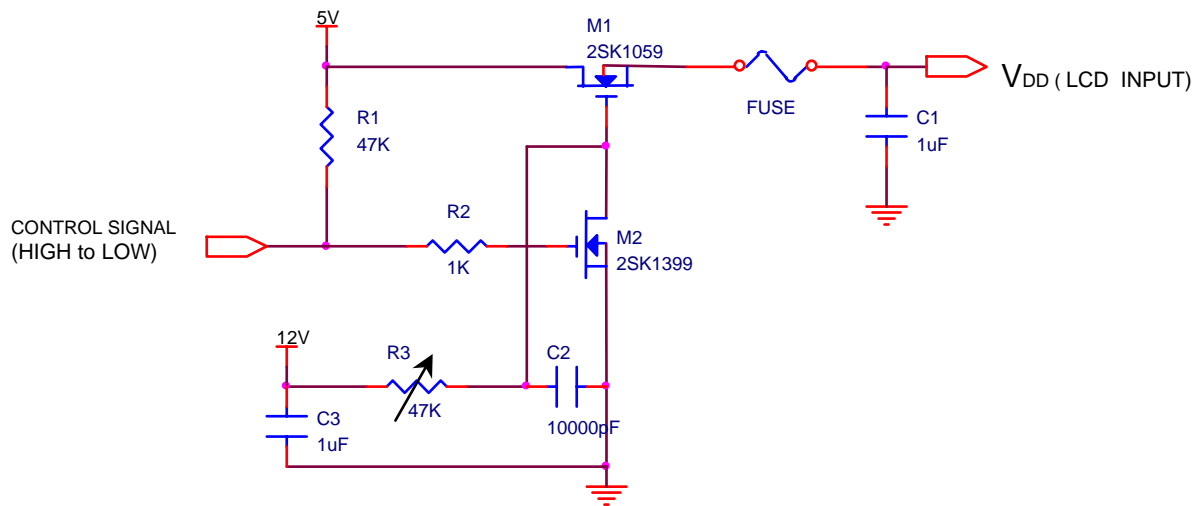 5V
M1
2SK1059
VDD ( LCD INPUT)
FUSE
R1
47K
C1
1uF
CONTROL SIGNAL
(HIGH to LOW)
R2
1K
M2
2SK1399
12V
R3
47K
C2
10000pF
C3
1uF